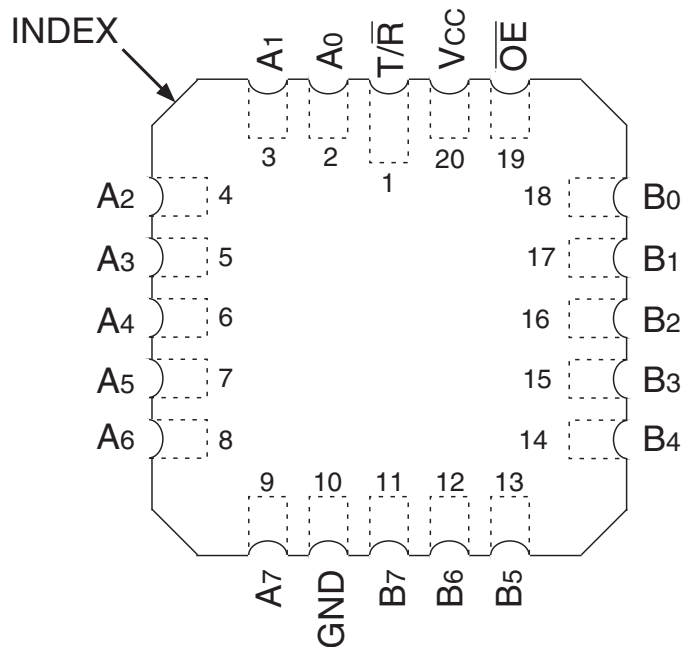 INDEX
A1 A0 T/R̅ VCC O̅E̅
3 2 1 20 19
A2 4 18 B0
A3 5 17 B1
A4 6 16 B2
A5 7 15 B3
A6 8 14 B4
9 10 11 12 13
A7 GND B7 B6 B5